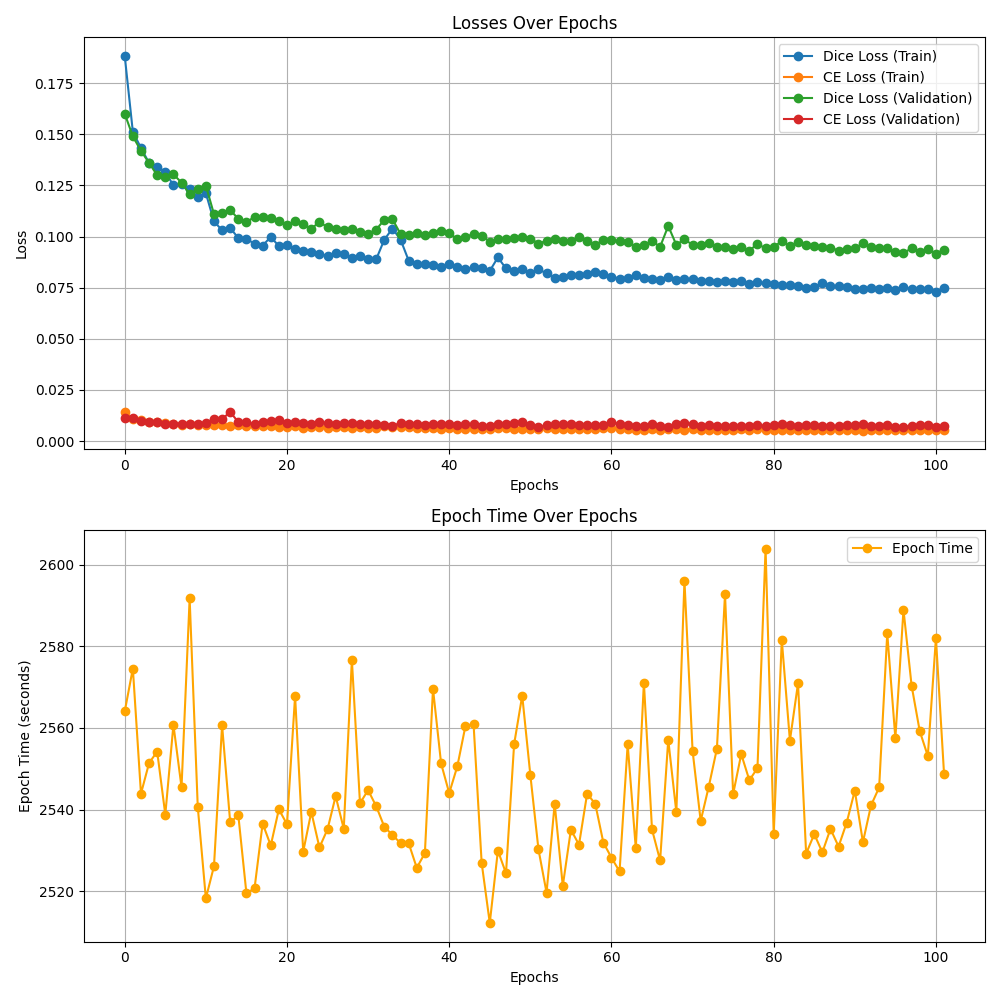 Losses Over Epochs
Loss
0.175
0.150
0.125
0.100
0.075
0.050
0.025
0.000
Dice Loss (Train)
CE Loss (Train)
Dice Loss (Validation)
CE Loss (Validation)
0 20 40 60 80 100
Epochs
Epoch Time Over Epochs
Epoch Time (seconds)
2600
2580
2560
2540
2520
Epoch Time
0 20 40 60 80 100
Epochs